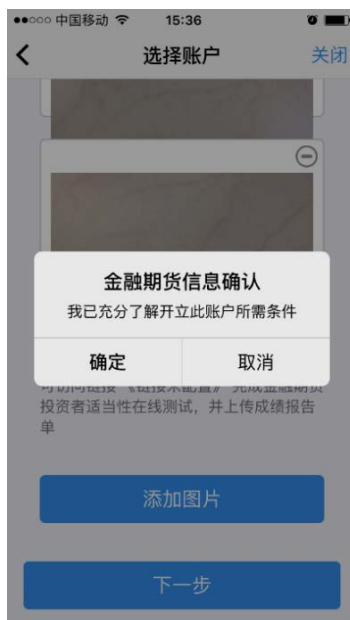 中国移动 15:36
选择账户 关闭
金融期货信息确认
我已充分了解开立此账户所需条件
确定 取消
可访问链接《链接未配置》完成金融期货
投资者适当性在线测试，并上传成绩报告
单
添加图片
下一步